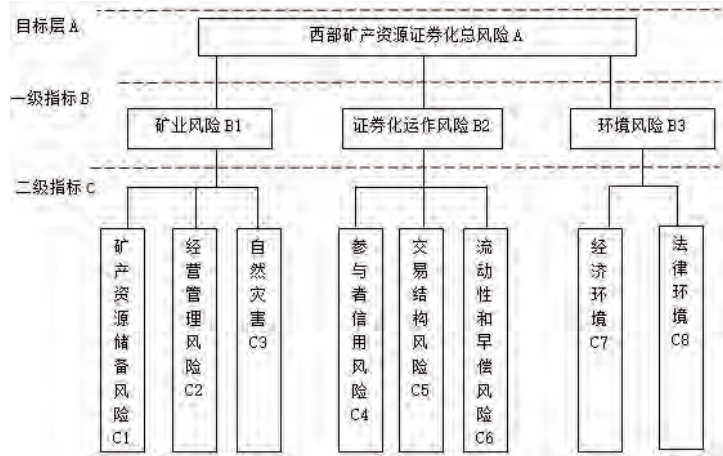 目标层 A
西部矿产资源证券化总风险 A
一级指标 B
矿业风险 B1
证券化运作风险 B2
环境风险 B3
二级指标 C
矿产资源储备风险 C1
经营管理风险 C2
自然灾害 C3
参与者信用风险 C4
交易结构风险 C5
流动性和早偿风险 C6
经济环境 C7
法律环境 C8